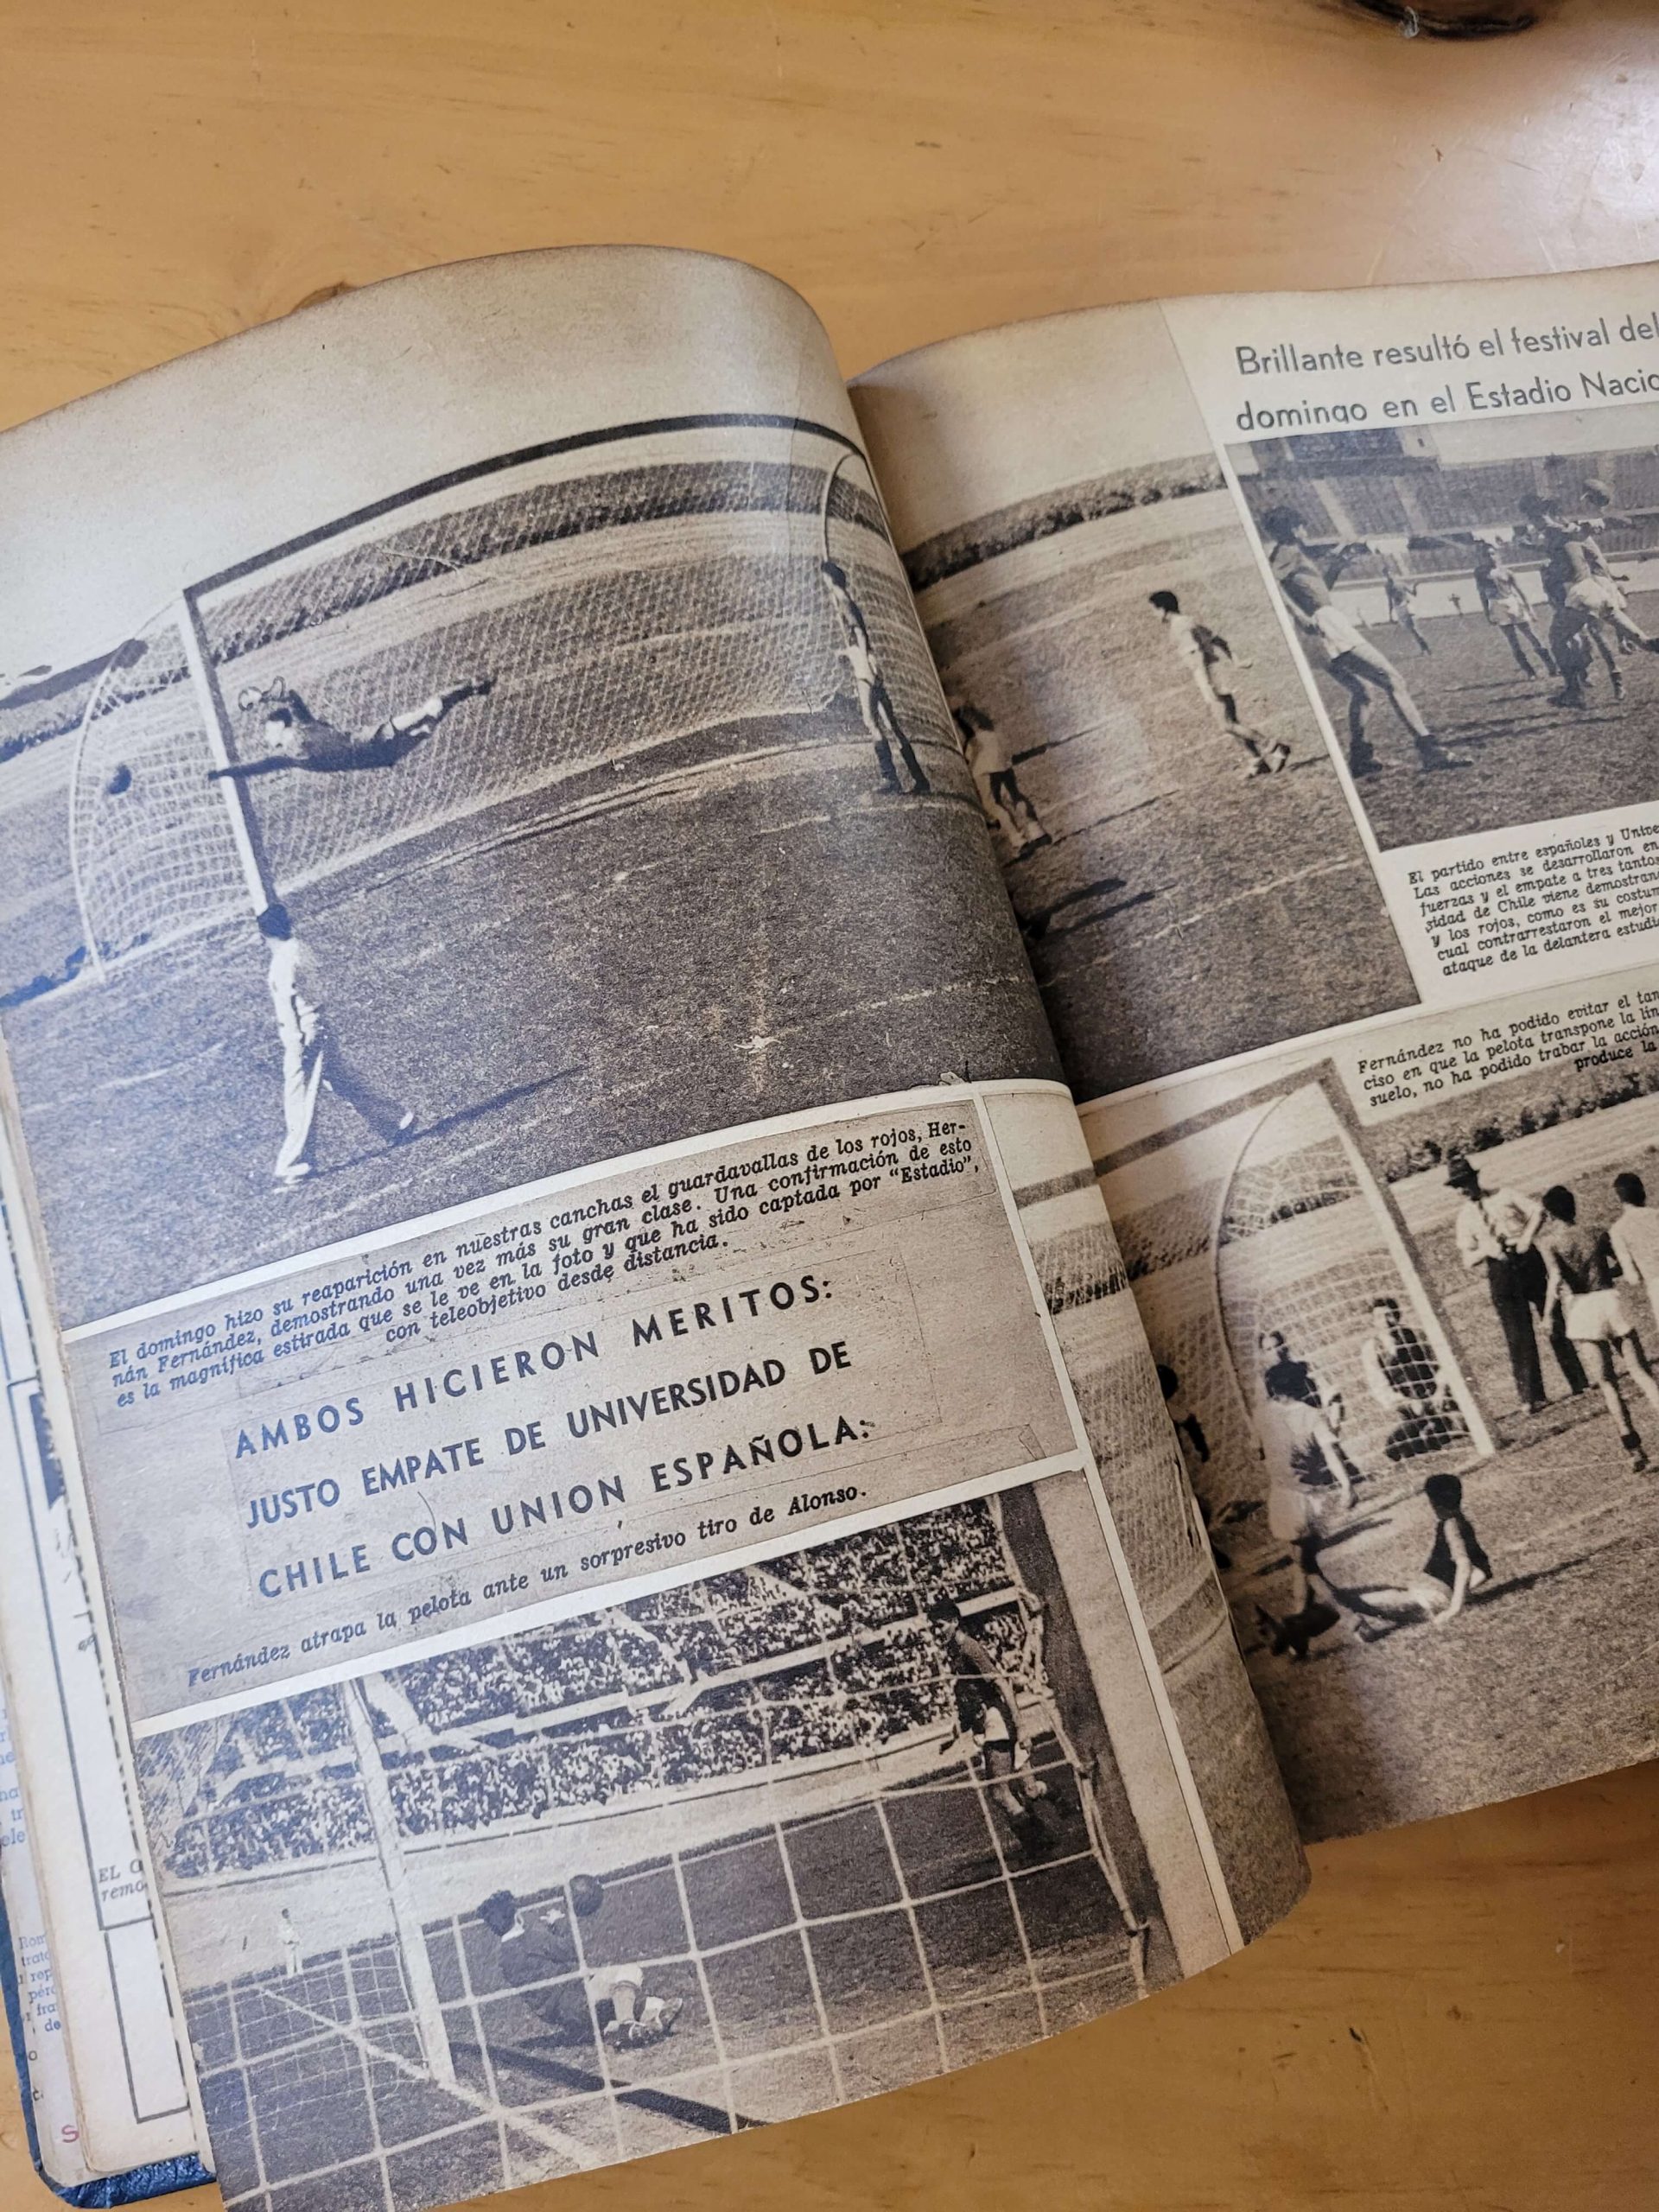 El domingo hizo su reaparición en nuestras canchas el guardavallas de los rojos, Her-
nán Fernández, demostrando una vez más su gran clase. Una confirmación de esto
es la magnífica estirada que se le ve en la foto y que ha sido captada por "Estadio",
con teleobjetivo desde distancia.
AMBOS HICIERON MERITOS:
JUSTO EMPATE DE UNIVERSIDAD DE
CHILE CON UNION ESPAÑOLA:
Fernández atrapa la pelota ante un sorpresivo tiro de Alonso.
EL
remo
S
Brillante resultó el festival del
domingo en el Estadio Nacio
El partido entre españoles y Unive
Las acciones se desarrollaron en
fuerzas y el empate a tres tantos
sidad de Chile viene demostran
y los rojos, como es su costum
cual contrarrestaron el mejor
ataque de la delantera estudi
Fernández no ha podido evitar el tan
ciso en que la pelota transpone la lín
suelo, no ha podido trabar la acción
produce la